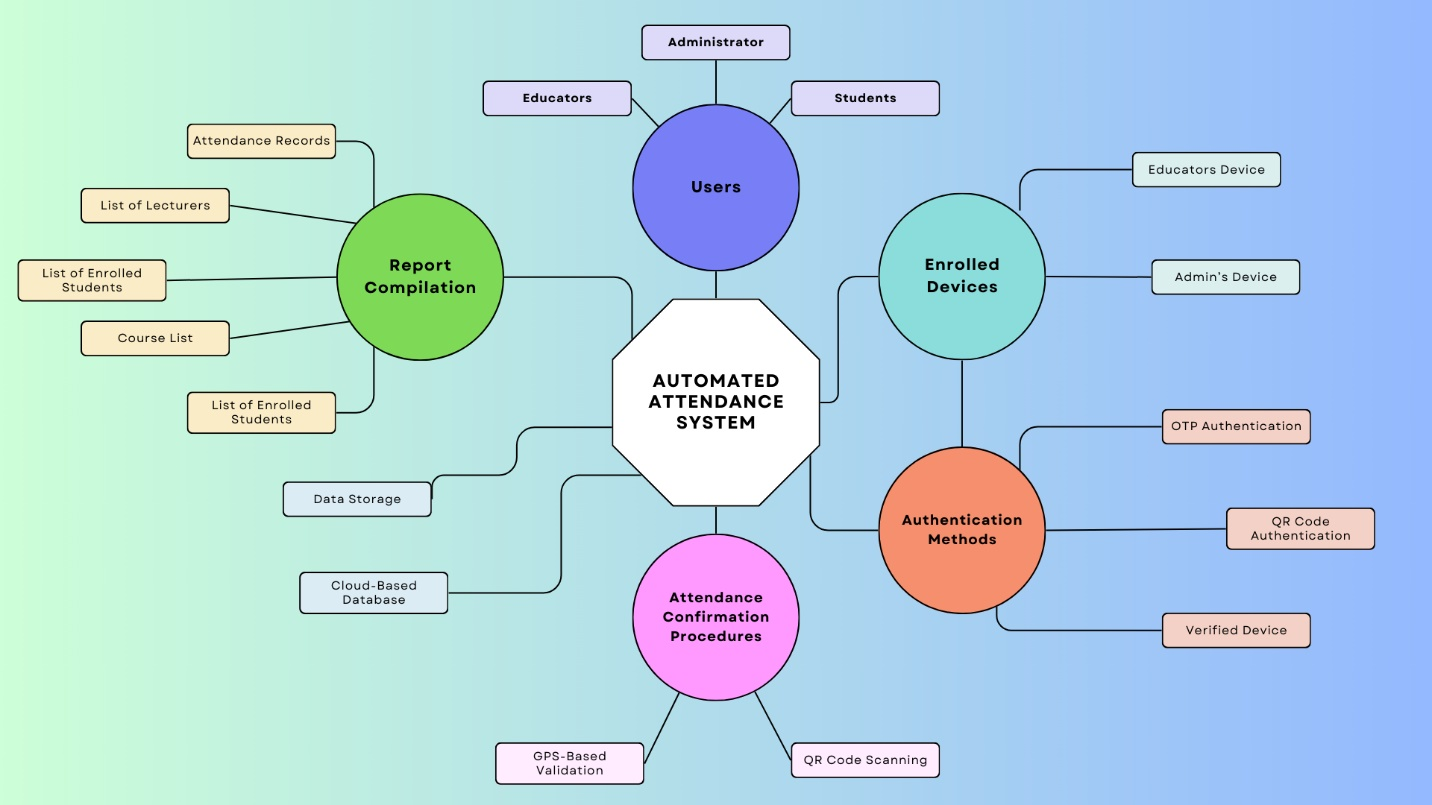 Administrator
Educators
Students
Users
Attendance Records
List of Lecturers
List of Enrolled
Students
Course List
List of Enrolled
Students
Report
Compilation
Enrolled
Devices
Educators Device
Admin's Device
AUTOMATED
ATTENDANCE
SYSTEM
Data Storage
Cloud-Based
Database
Authentication
Methods
OTP Authentication
QR Code
Authentication
Verified Device
Attendance
Confirmation
Procedures
GPS-Based
Validation
QR Code Scanning